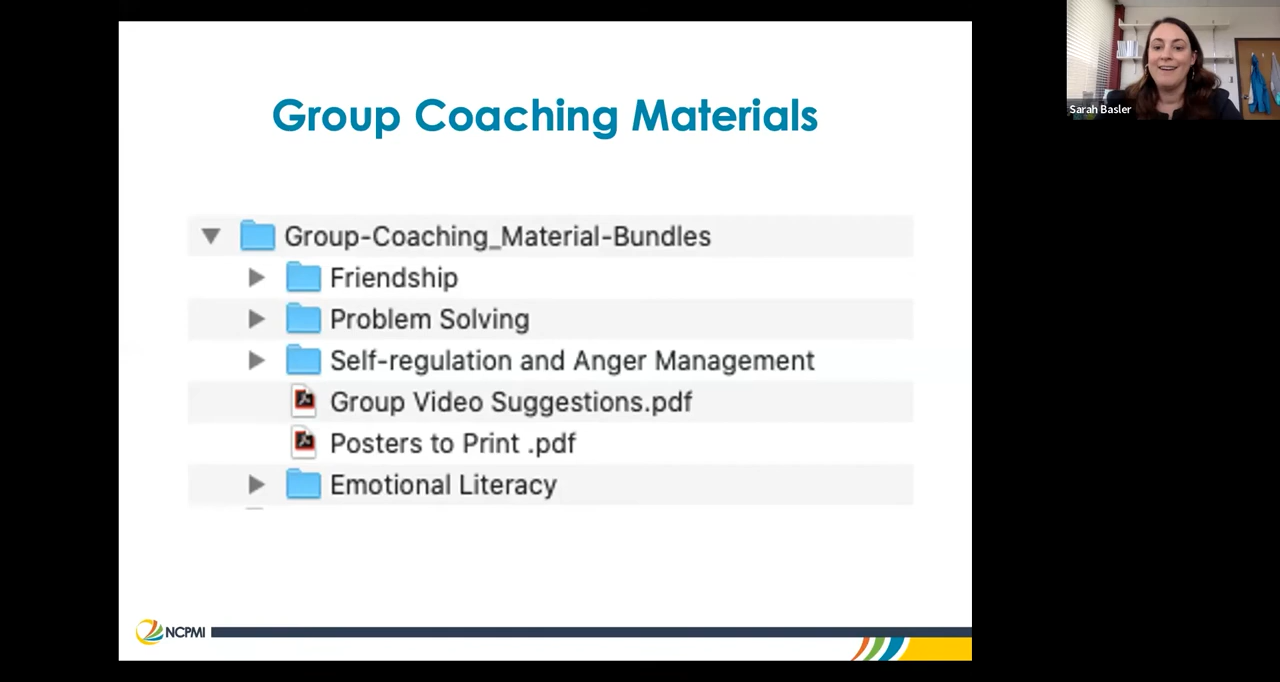 Group Coaching Materials
Sarah Basler
Group-Coaching_Material-Bundles
Friendship
Problem Solving
Self-regulation and Anger Management
Group Video Suggestions.pdf
Posters to Print .pdf
Emotional Literacy
NCPMI